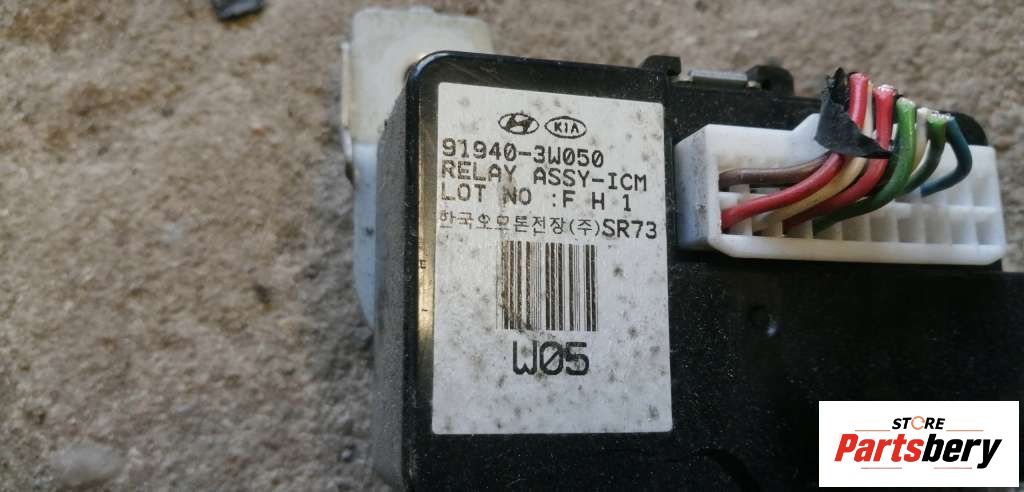 KIA
91940-3W050
RELAY ASSY-ICM
LOT NO :F H 1
한국오므론전장(주)SR73
W05
STORE
Partsbery